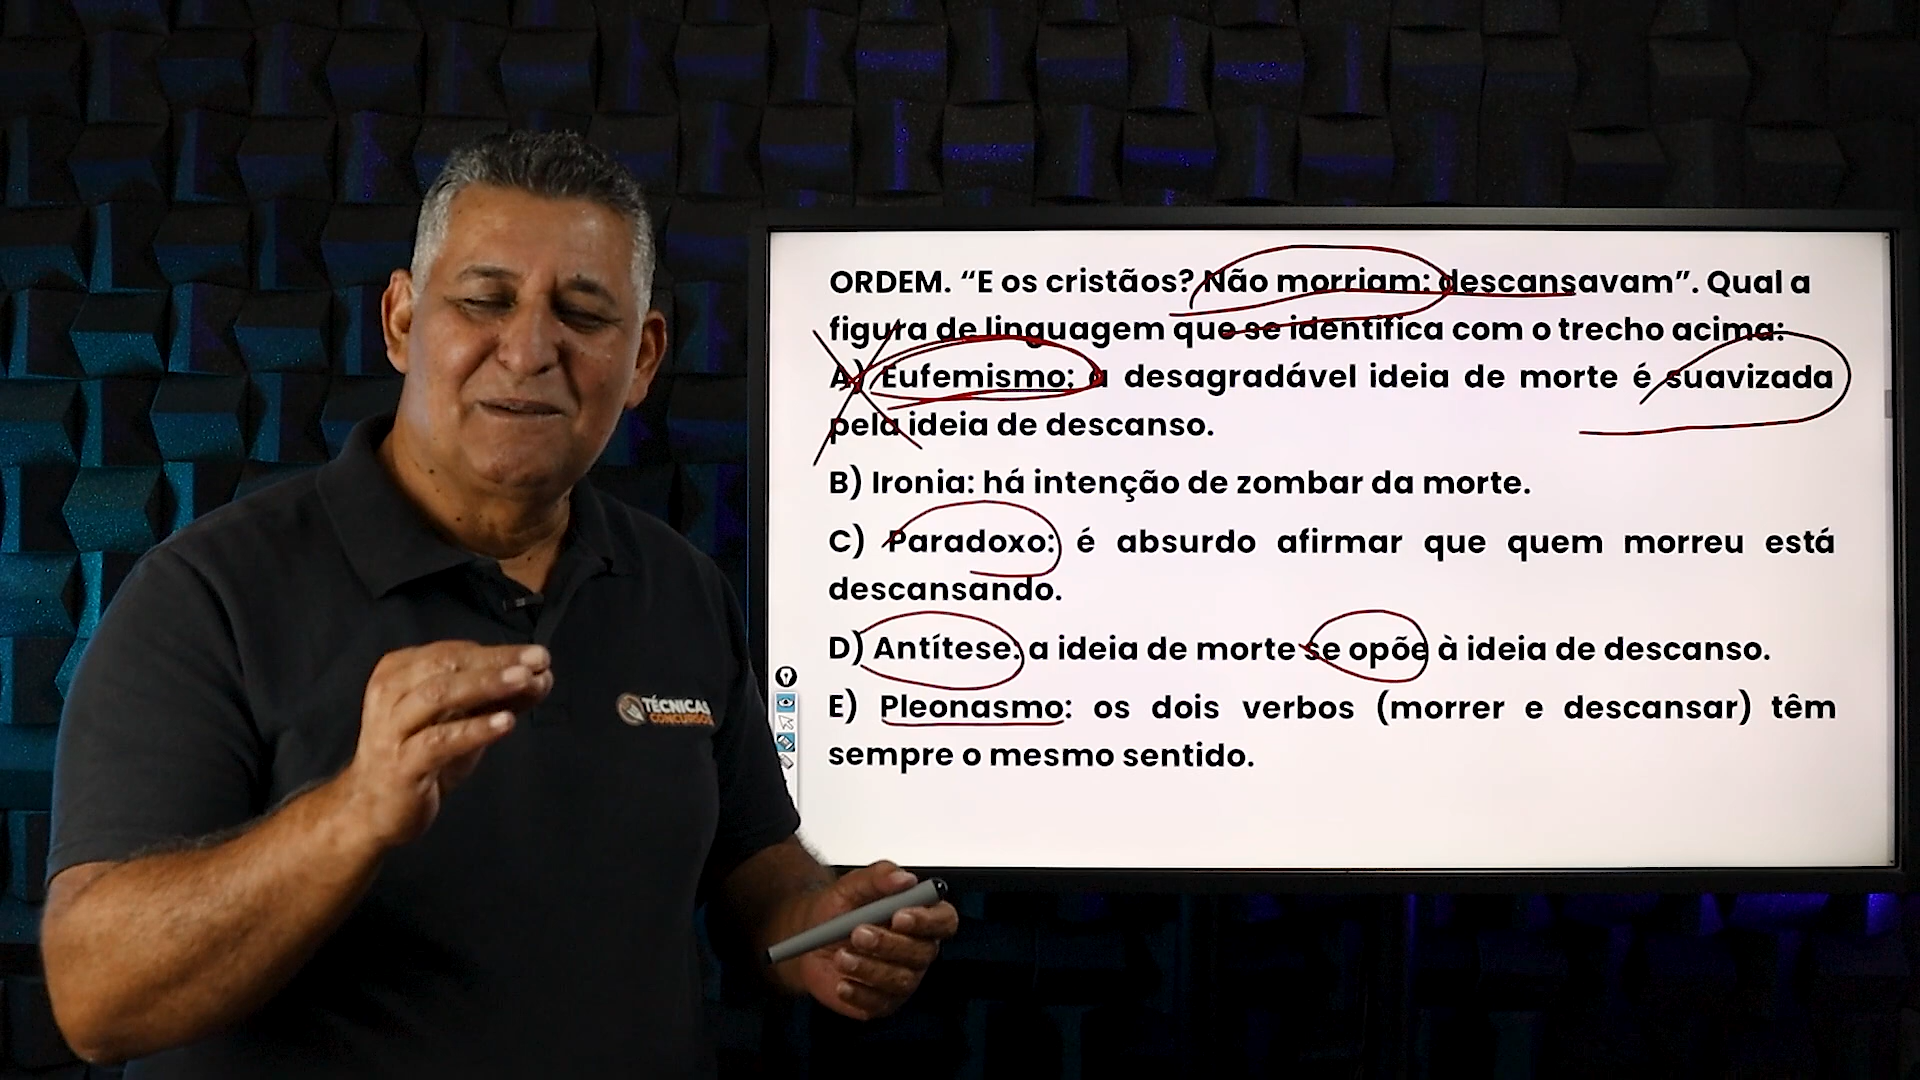 ORDEM. “E os cristãos? Não morriam: descansavam”. Qual a
figura de linguagem que se identifica com o trecho acima:
A) Eufemismo: a desagradável ideia de morte é suavizada
pela ideia de descanso.
B) Ironia: há intenção de zombar da morte.
C) Paradoxo: é absurdo afirmar que quem morreu está
descansando.
D) Antítese: a ideia de morte se opõe à ideia de descanso.
E) Pleonasmo: os dois verbos (morrer e descansar) têm
sempre o mesmo sentido.
TÉCNICAS
CONCURSOS